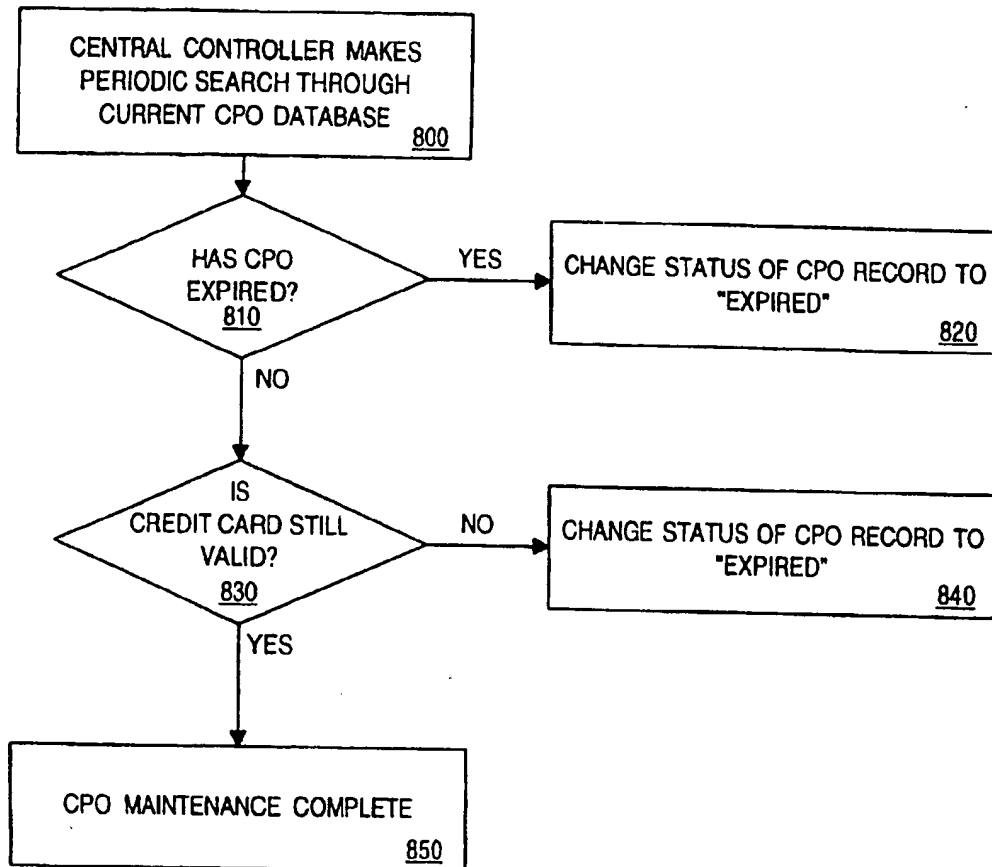 CENTRAL CONTROLLER MAKES
PERIODIC SEARCH THROUGH
CURRENT CPO DATABASE
800
HAS CPO
EXPIRED?
810
YES
CHANGE STATUS OF CPO RECORD TO
"EXPIRED"
820
NO
IS
CREDIT CARD STILL
VALID?
830
NO
CHANGE STATUS OF CPO RECORD TO
"EXPIRED"
840
YES
CPO MAINTENANCE COMPLETE
850